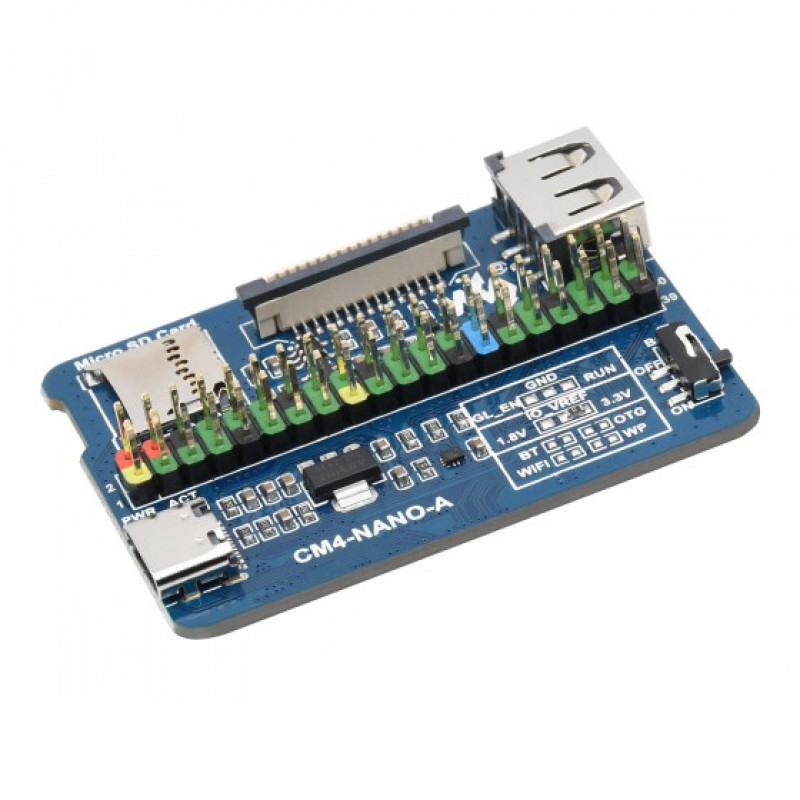 Micro SD Card
39
2
1
PWR
ACT
CM4-NANO-A
GND
RUN
GL_EN
IO_VREF
1.8V
3.3V
BT
OTG
WIFI
WP
OFF
ON